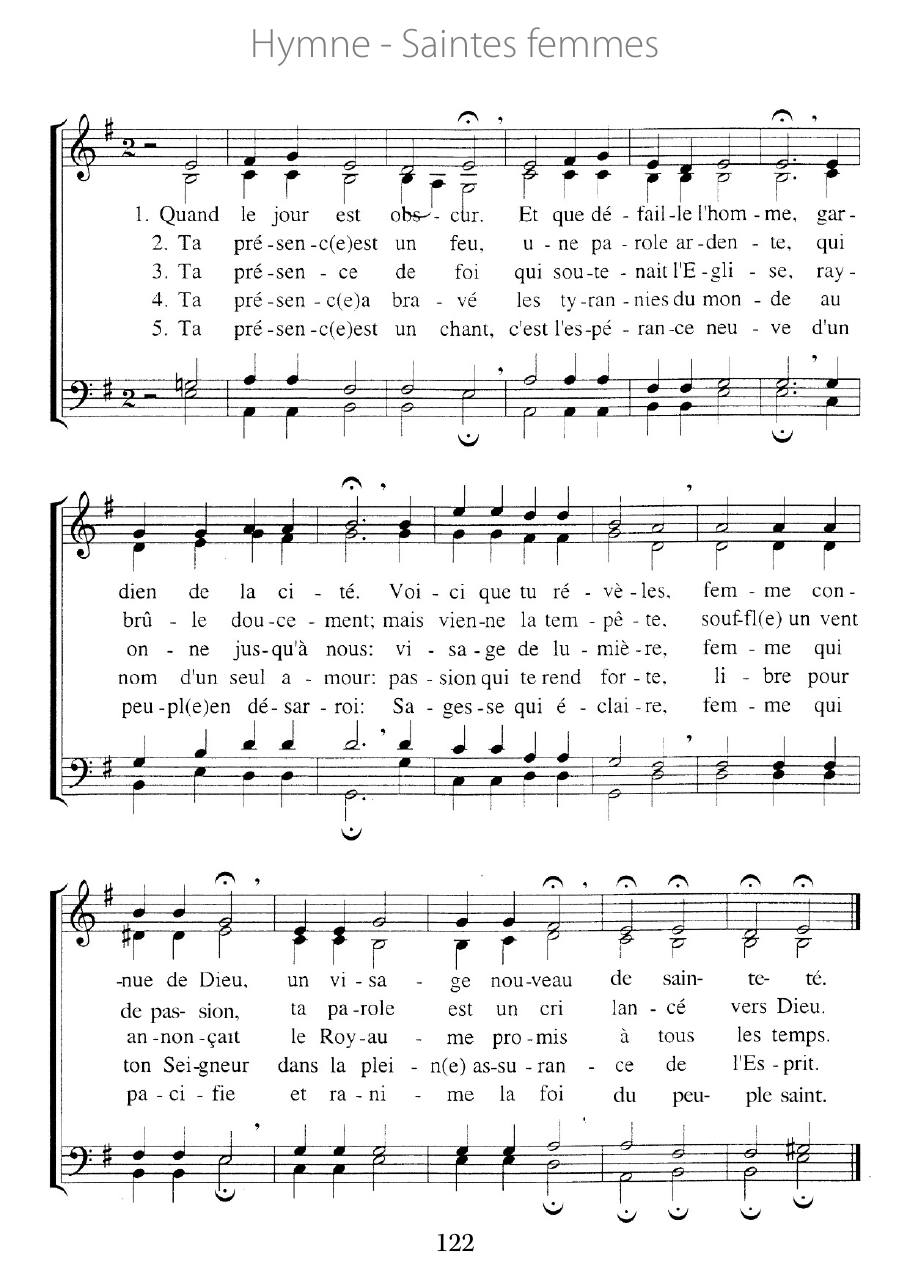 Hymne - Saintes femmes
2
1. Quand le jour est obs - cur. Et que dé - fail-le l'hom - me, gar-
2. Ta pré-sen-c(e)est un feu, u - ne pa - role ar-den - te, qui
3. Ta pré-sen - ce de foi qui sou-te - nait l'E-gli - se, ray-
4. Ta pré-sen - c(e)a bra - vé les ty-ran - nies du mon - de au
5. Ta pré-sen - c(e)est un chant, c'est l'es-pé - ran-ce neu - ve d'un
2
dien de la ci - té. Voi - ci que tu ré - vè - les, fem - me con -
brû - le dou-ce - ment; mais vien-ne la tem - pê - te, souf-fl(e) un vent
on - ne jus-qu'à nous: vi - sa - ge de lu - miè - re, fem - me qui
nom d'un seul a - mour: pas - sion qui te rend for - te, li - bre pour
peu-pl(e)en dé-sar - roi: Sa - ges-se qui é - claire, fem - me qui
-nue de Dieu, un vi - sa - ge nou-veau de sain- te - té.
de pas- sion, ta pa-role est un cri lan - cé vers Dieu.
an-non-çait le Roy-au - me pro-mis à tous les temps.
ton Sei-gneur dans la plei - n(e) as-su-ran - ce de l'Es - prit.
pa - ci - fie et ra-ni - me la foi du peu- ple saint.
122